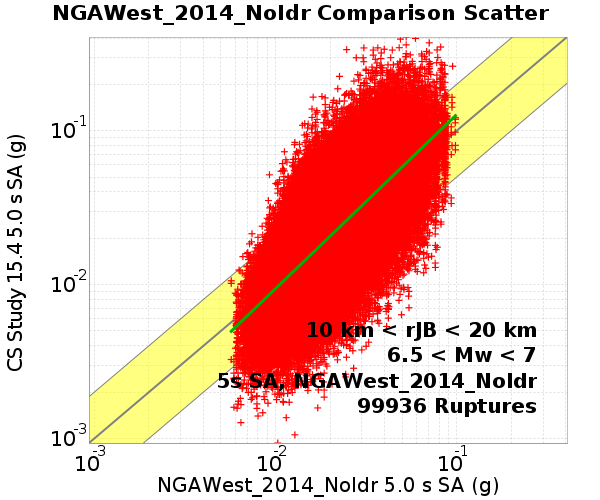 NGAWest_2014_NoIdr Comparison Scatter
CS Study 15.4 5.0 s SA (g)
10-1
10-2
10-3
10 km < rJB < 20 km
6.5 < Mw < 7
5s SA, NGAWest_2014_NoIdr
99936 Ruptures
10-3 10-2 10-1
NGAWest_2014_NoIdr 5.0 s SA (g)